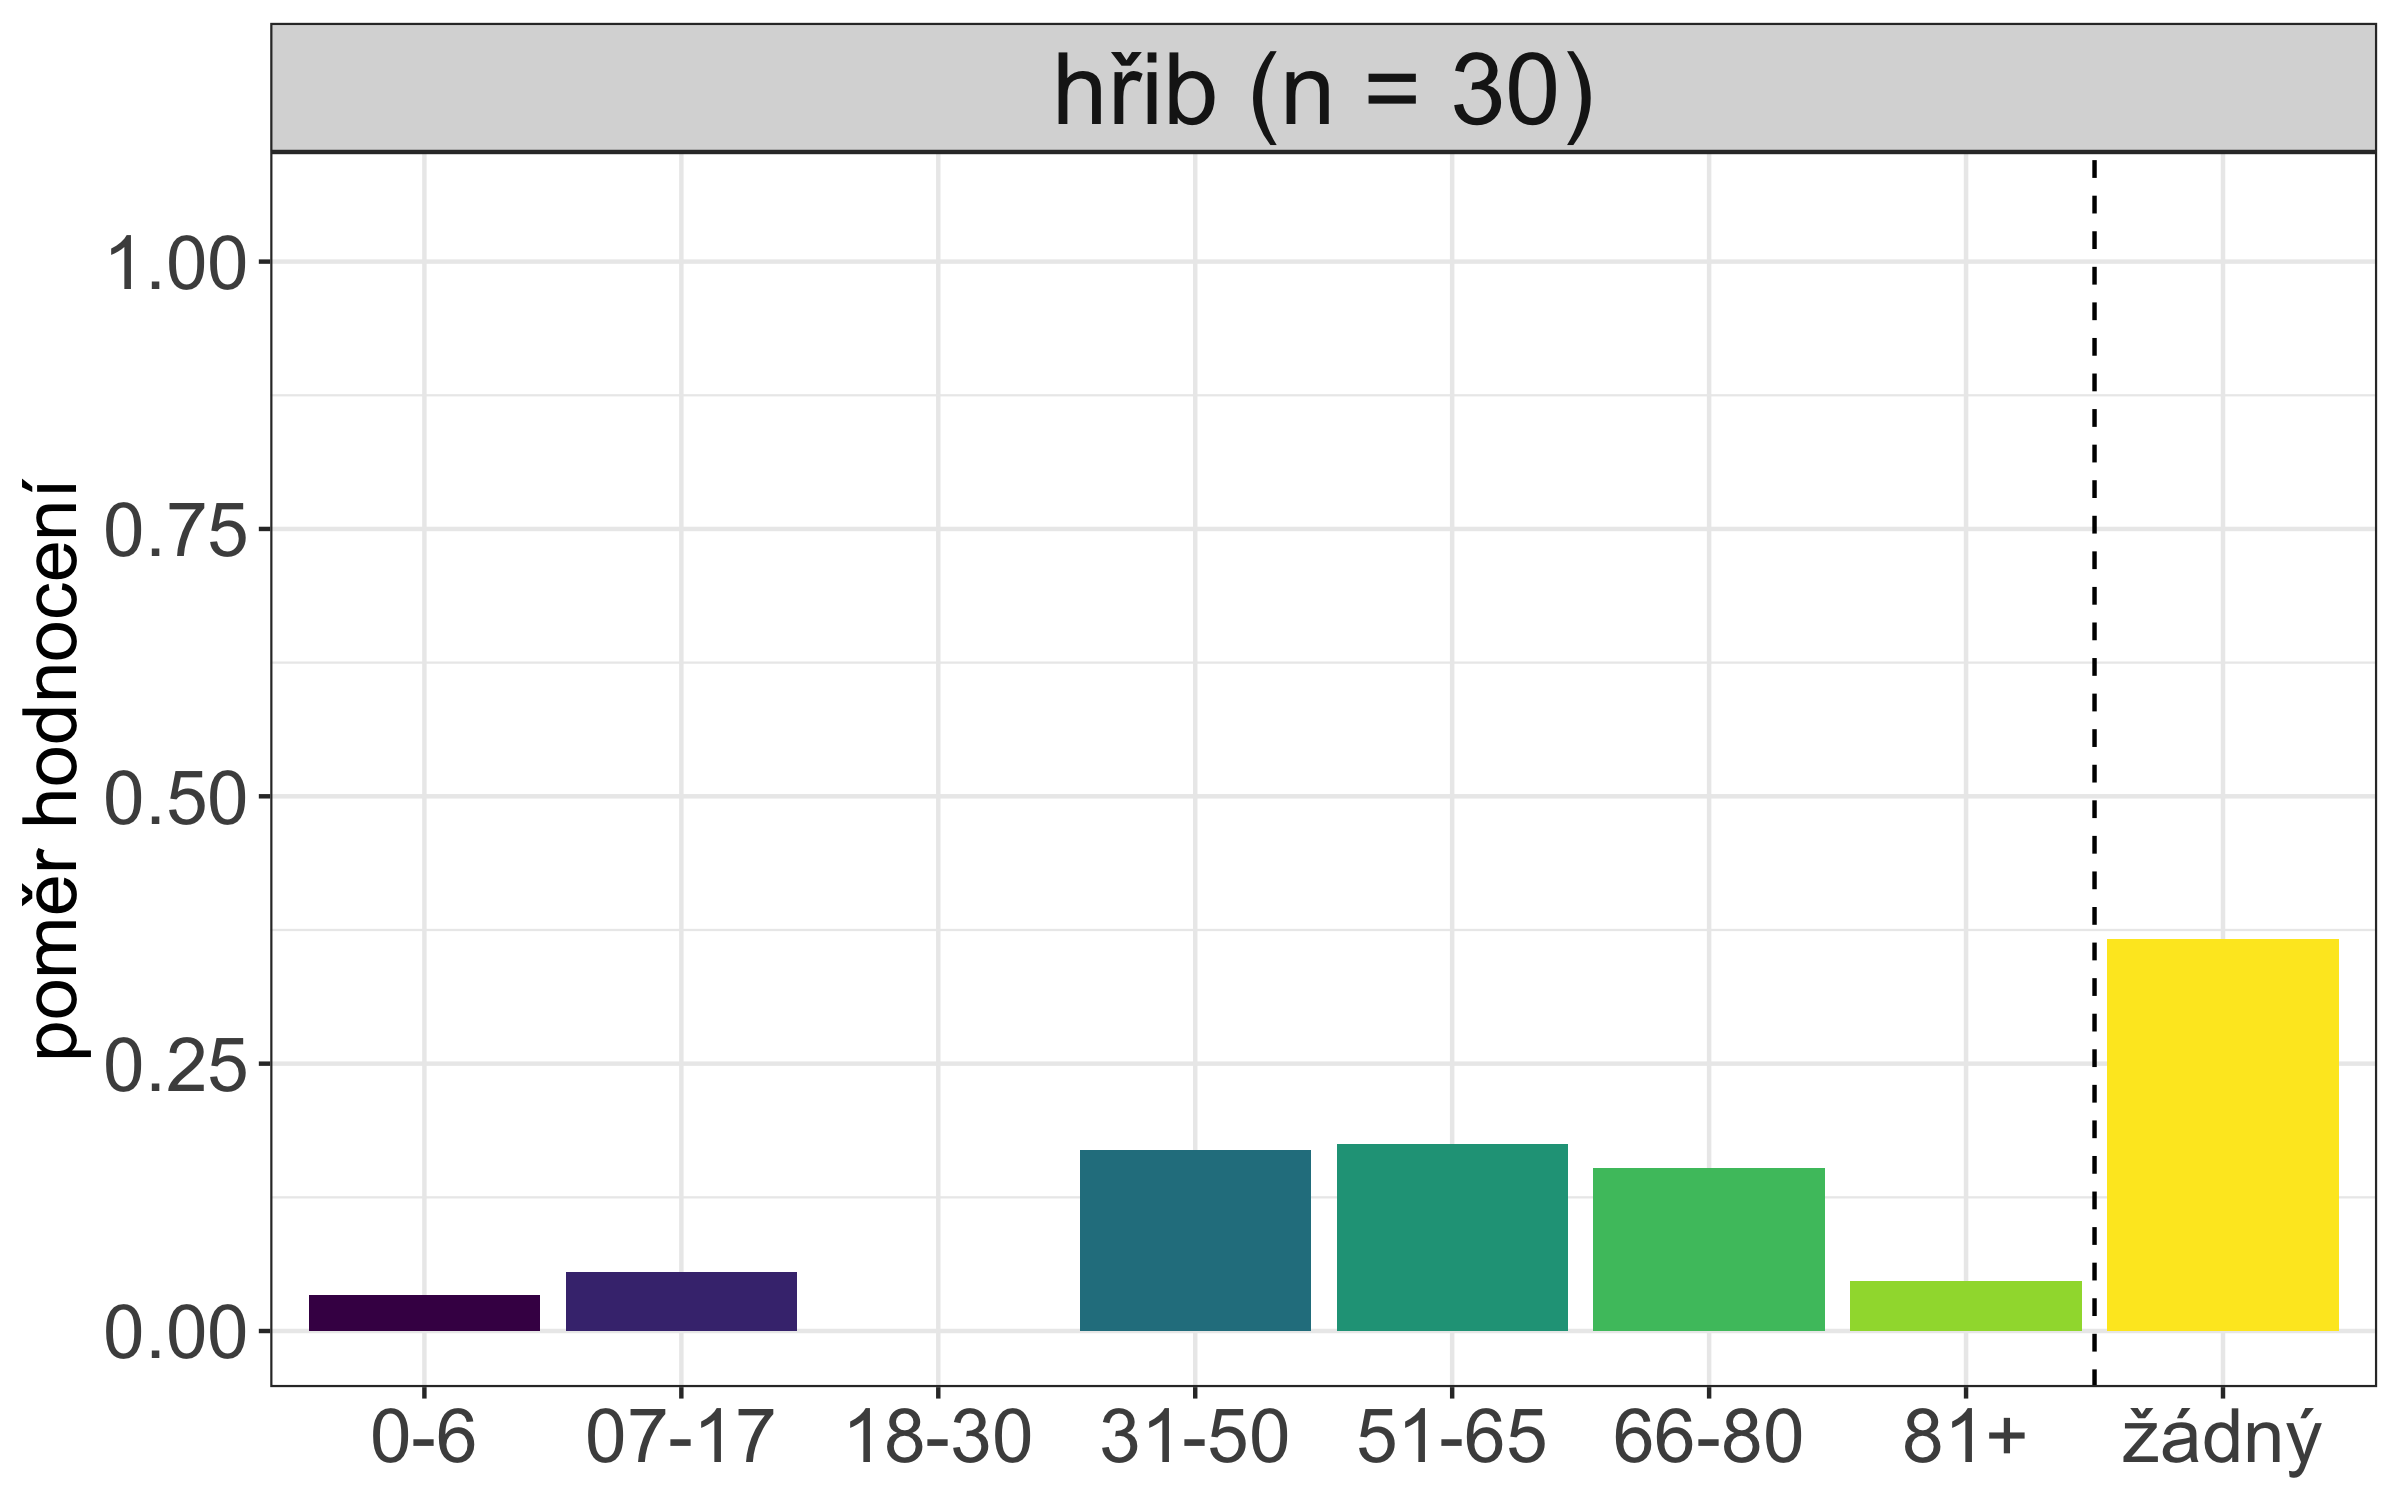 hřib (n = 30)
poměr hodnocení
1.00
0.75
0.50
0.25
0.00
0-6 07-17 18-30 31-50 51-65 66-80 81+ žádný